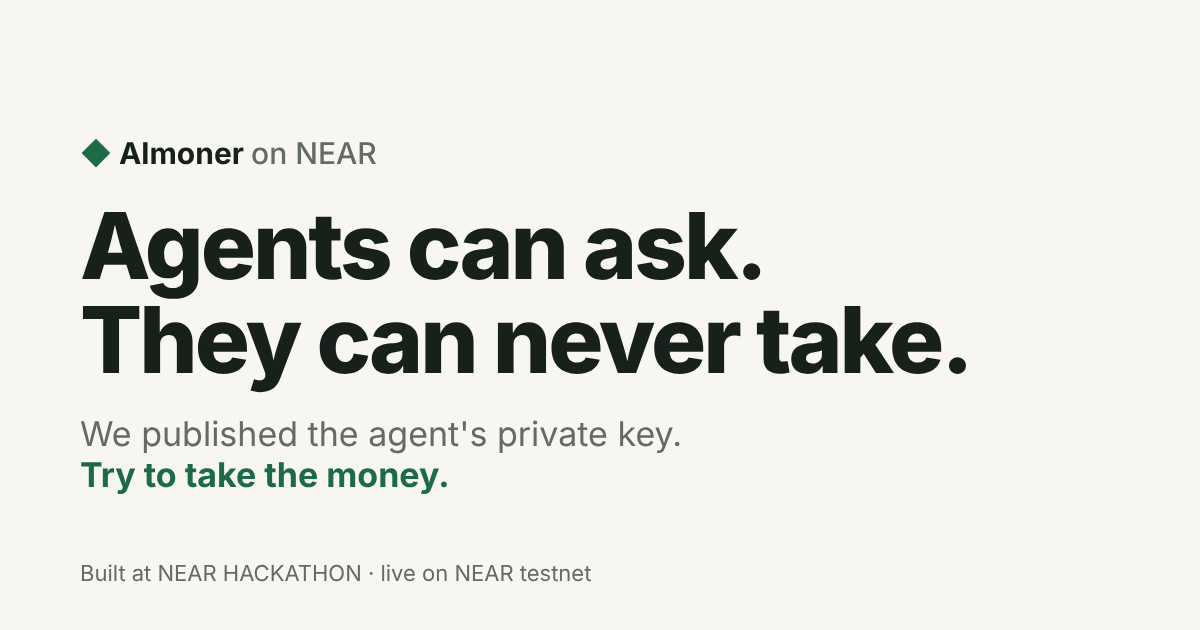 Almoner on NEAR
Agents can ask.
They can never take.
We published the agent's private key.
Try to take the money.
Built at NEAR HACKATHON · live on NEAR testnet